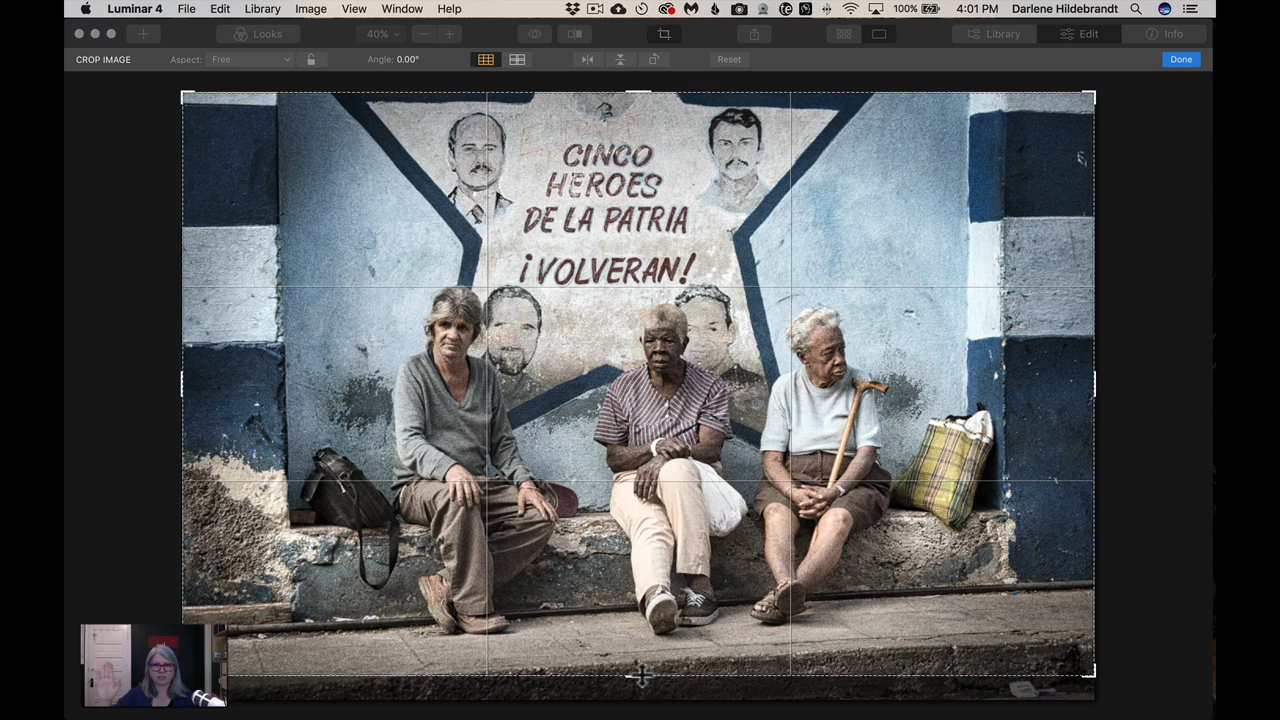 Luminar 4 File Edit Library Image View Window Help 100% 4:01 PM Darlene Hildebrandt
Looks 40% Library Edit Info
CROP IMAGE Aspect: Free Angle: 0.00° Reset Done
CINCO
HEROES
DE LA PATRIA
¡VOLVERAN!